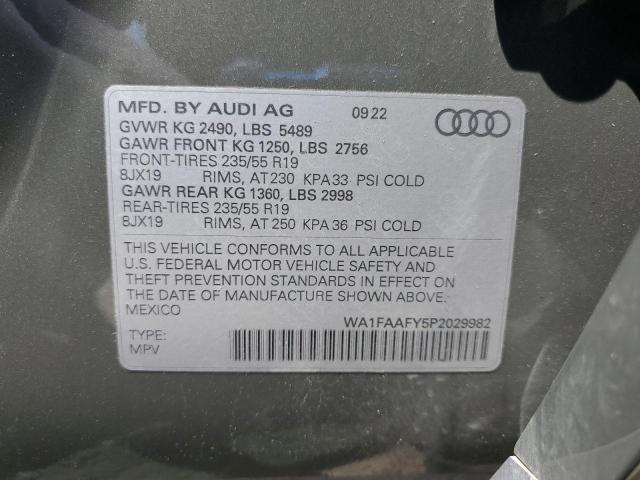 MFD. BY AUDI AG 09 22
GVWR KG 2490, LBS 5489
GAWR FRONT KG 1250, LBS 2756
FRONT-TIRES 235/55 R19
8JX19 RIMS, AT 230 KPA 33 PSI COLD
GAWR REAR KG 1360, LBS 2998
REAR-TIRES 235/55 R19
8JX19 RIMS, AT 250 KPA 36 PSI COLD
THIS VEHICLE CONFORMS TO ALL APPLICABLE
U.S. FEDERAL MOTOR VEHICLE SAFETY AND
THEFT PREVENTION STANDARDS IN EFFECT ON
THE DATE OF MANUFACTURE SHOWN ABOVE.
MEXICO
WA1FAAFY5P2029982
TYPE:
MPV